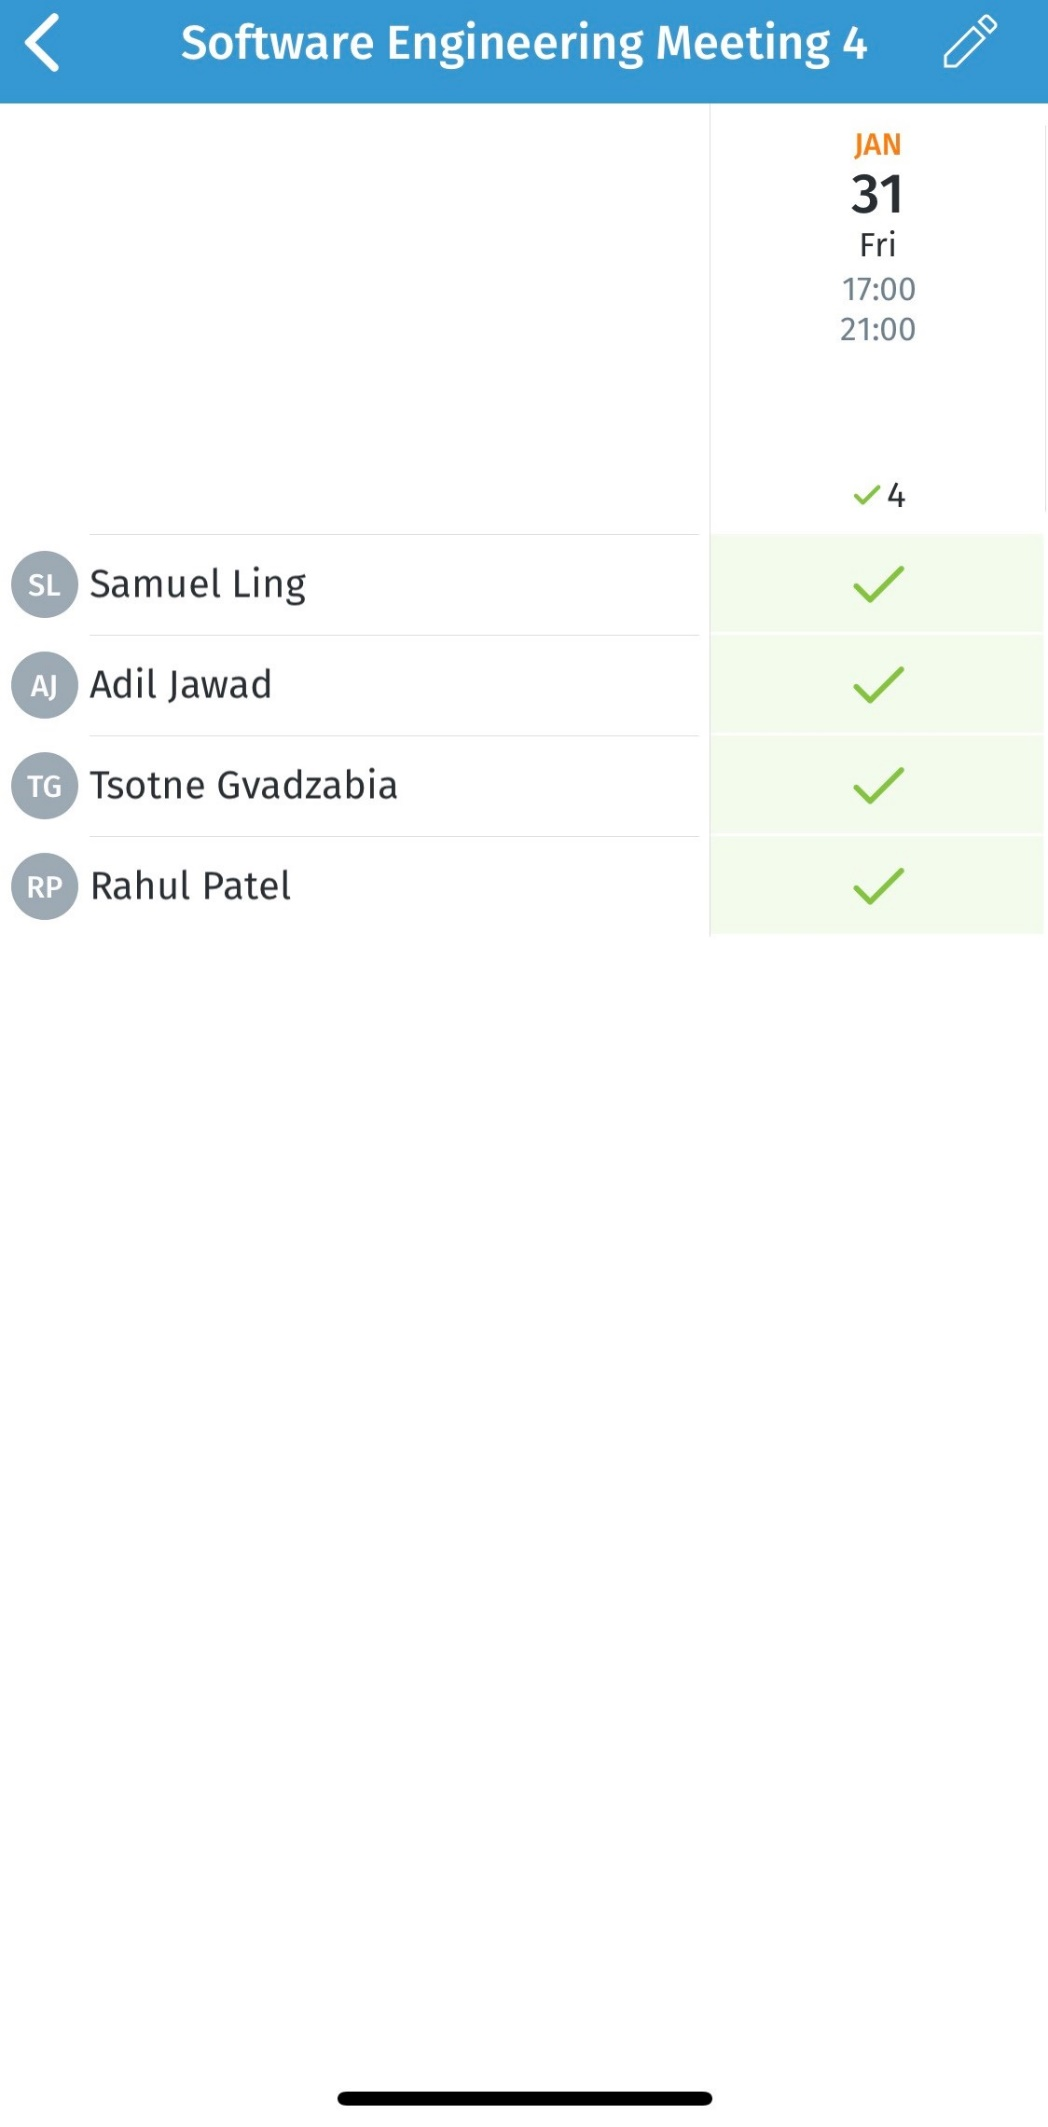 Software Engineering Meeting 4
JAN
31
Fri
17:00
21:00
4
SL Samuel Ling
AJ Adil Jawad
TG Tsotne Gvadzabia
RP Rahul Patel